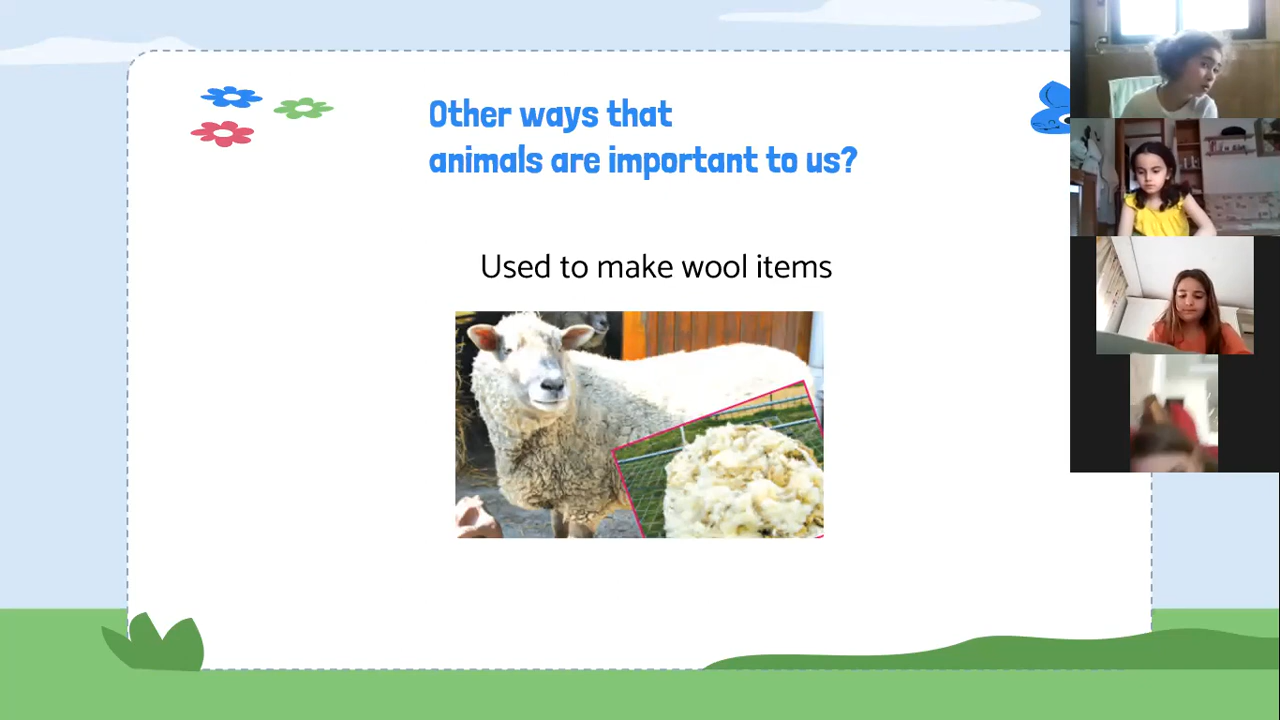 Other ways that
animals are important to us?
Used to make wool items